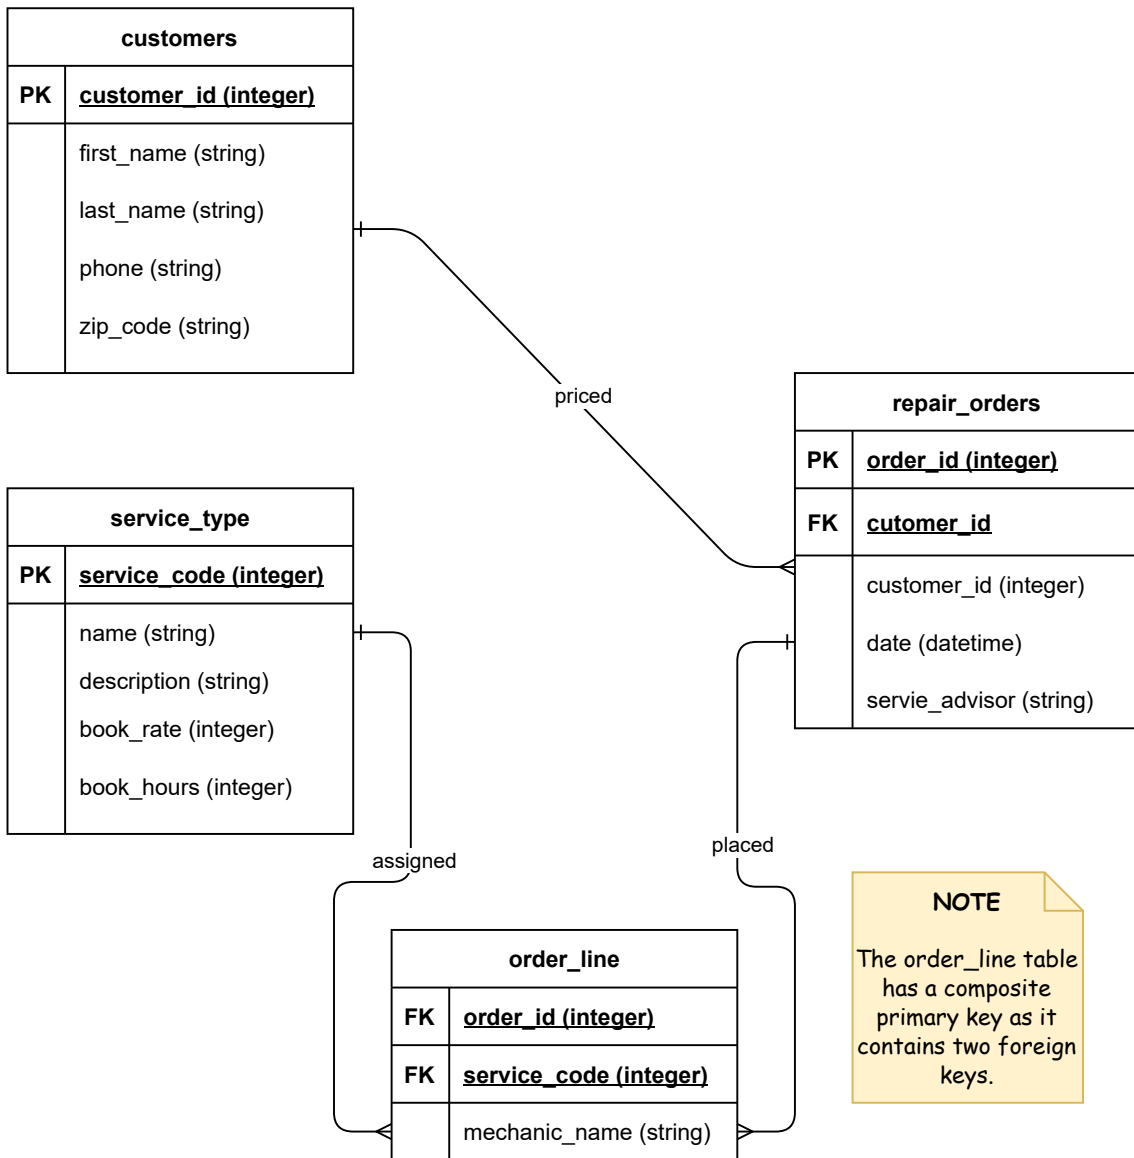 customers
PK customer_id (integer)
first_name (string)
last_name (string)
phone (string)
zip_code (string)
priced
repair_orders
PK order_id (integer)
FK cutomer_id
customer_id (integer)
date (datetime)
servie_advisor (string)
service_type
PK service_code (integer)
name (string)
description (string)
book_rate (integer)
book_hours (integer)
assigned
placed
order_line
FK order_id (integer)
FK service_code (integer)
mechanic_name (string)
NOTE
The order_line table
has a composite
primary key as it
contains two foreign
keys.